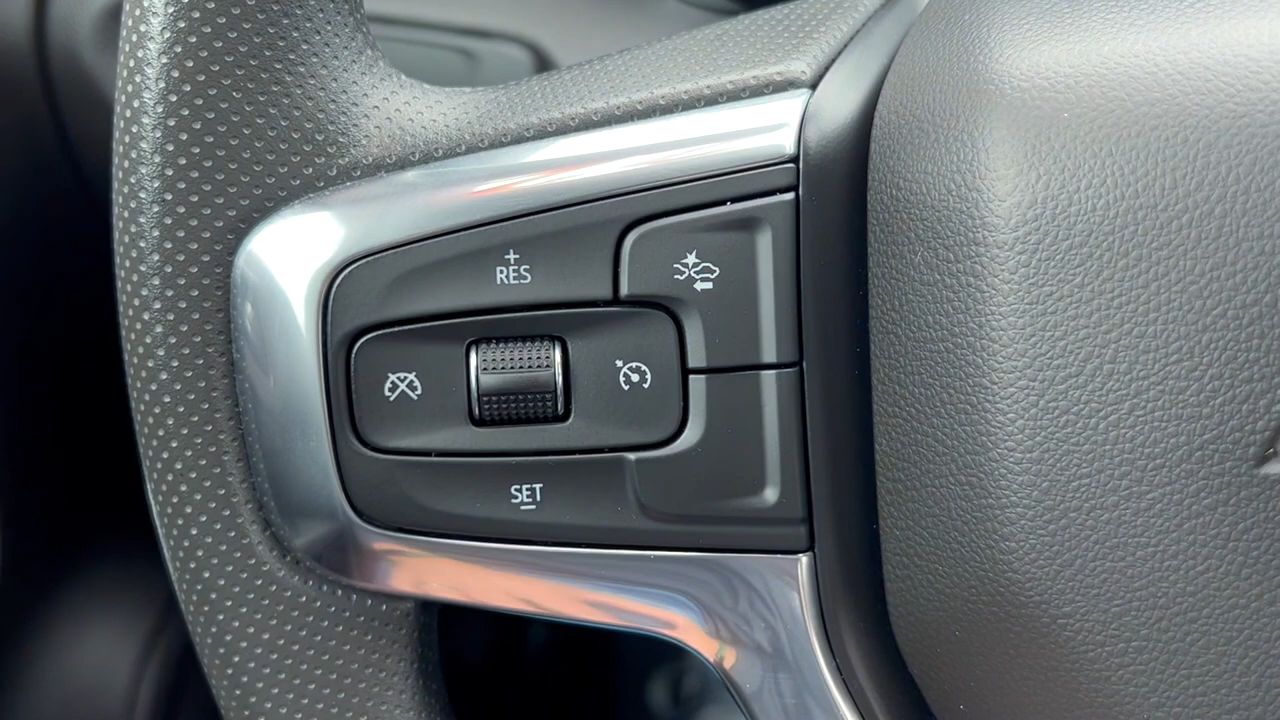 +
RES
SET
–